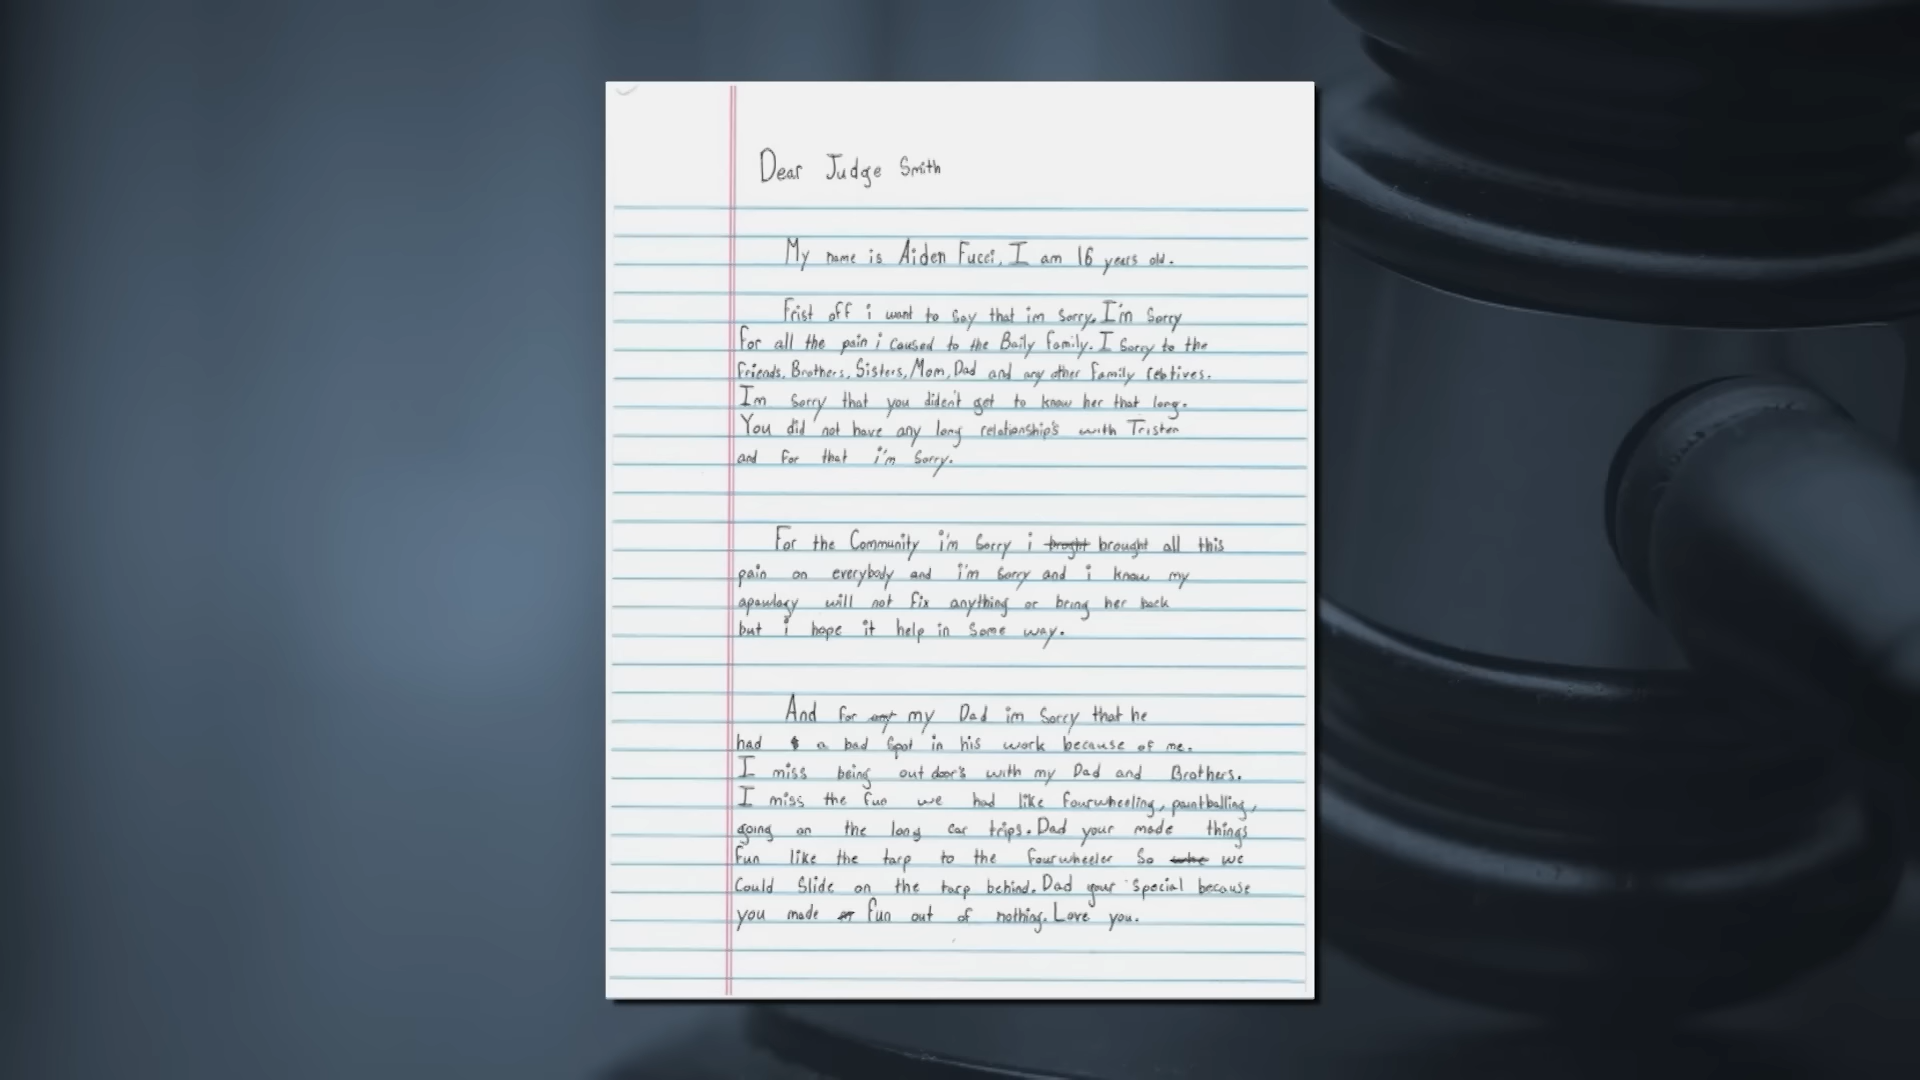 Dear Judge Smith
My name is Aiden Fucci, I am 16 years old.
Frist off i want to say that im sorry. I'm sorry
for all the pain i caused to the Baily family. I sorry to the
friends, Brothers, Sisters, Mom, Dad and any other family relatives.
Im sorry that you dident get to know her that long.
You did not have any long relationship's with Tristen
and for that i'm sorry.
For the Community i'm sorry i brought all this
pain on everybody and i'm sorry and i know my
apawlagy will not fix anything or bring her back
but i hope it help in some way.
And for my Dad im sorry that he
had a bad spot in his work because of me.
I miss being out door's with my Dad and Brothers.
I miss the fun we had like fourwheeling, paintballing,
going on the long car trips. Dad your made things
fun like the tarp to the fourwheeler so we
could slide on the tarp behind. Dad your special because
you made fun out of nothing. Love you.